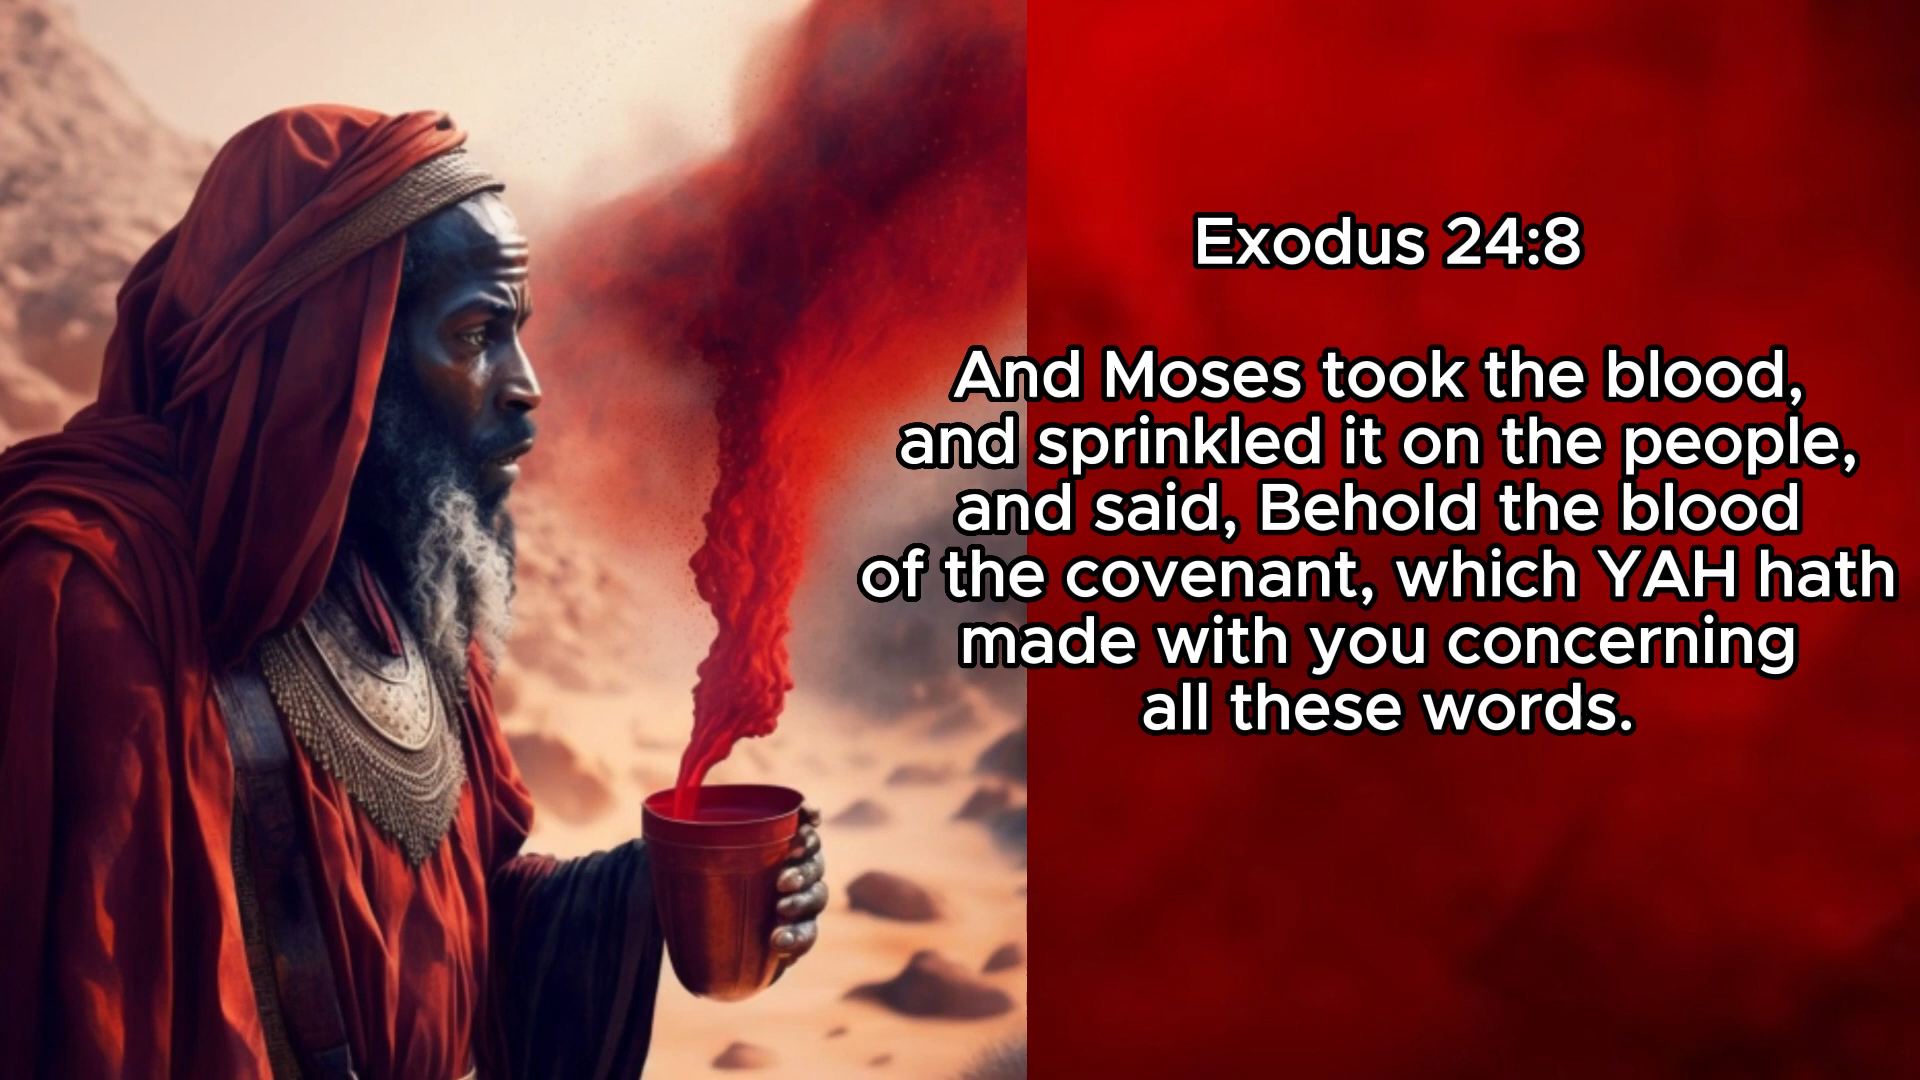 Exodus 24:8
And Moses took the blood,
and sprinkled it on the people,
and said, Behold the blood
of the covenant, which YAH hath
made with you concerning
all these words.